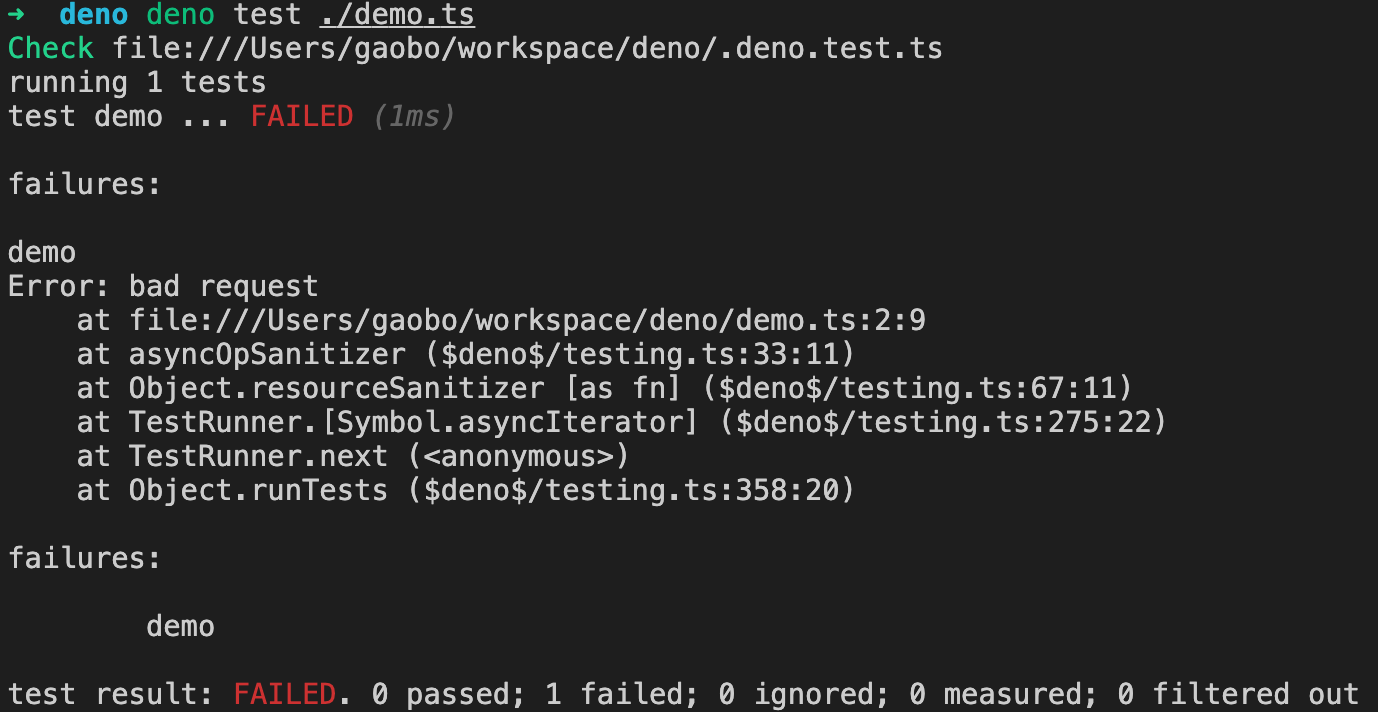 ➜  deno deno test ./demo.ts
Check file:///Users/gaobo/workspace/deno/.deno.test.ts
running 1 tests
test demo ... FAILED (1ms)

failures:

demo
Error: bad request
    at file:///Users/gaobo/workspace/deno/demo.ts:2:9
    at asyncOpSanitizer ($deno$/testing.ts:33:11)
    at Object.resourceSanitizer [as fn] ($deno$/testing.ts:67:11)
    at TestRunner.[Symbol.asyncIterator] ($deno$/testing.ts:275:22)
    at TestRunner.next (<anonymous>)
    at Object.runTests ($deno$/testing.ts:358:20)

failures:

        demo

test result: FAILED. 0 passed; 1 failed; 0 ignored; 0 measured; 0 filtered out